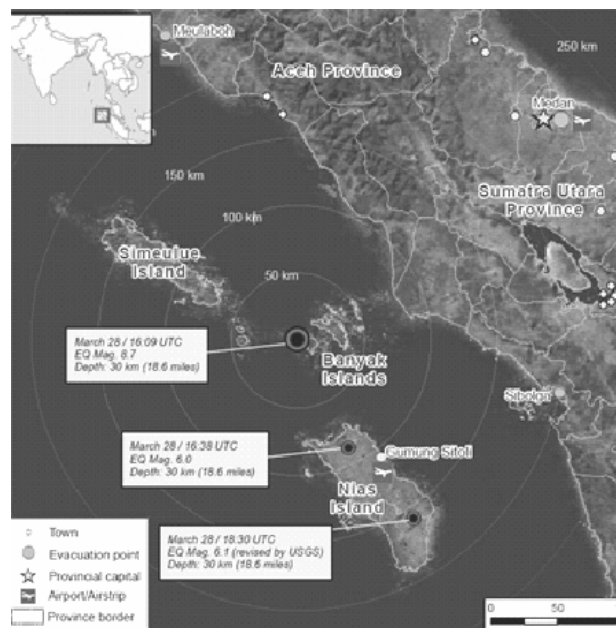 Meulaboh
Aceh Province
250 km
Medan
150 km
Sumatra Utara
Province
100 km
Simeulue
Island
50 km
March 28 / 16:09 UTC
EQ Mag. 8.7
Depth: 30 km (18.6 miles)
Banyak
Islands
Sibolga
March 28 / 16:38 UTC
EQ Mag. 6.0
Depth: 30 km (18.6 miles)
Gumung Sitoli
Nias
Island
March 28 / 18:30 UTC
EQ Mag. 6.1 (revised by USGS)
Depth: 30 km (18.6 miles)
Town
Evacuation point
Provincial capital
Airport/Airstrip
Province border
0 50